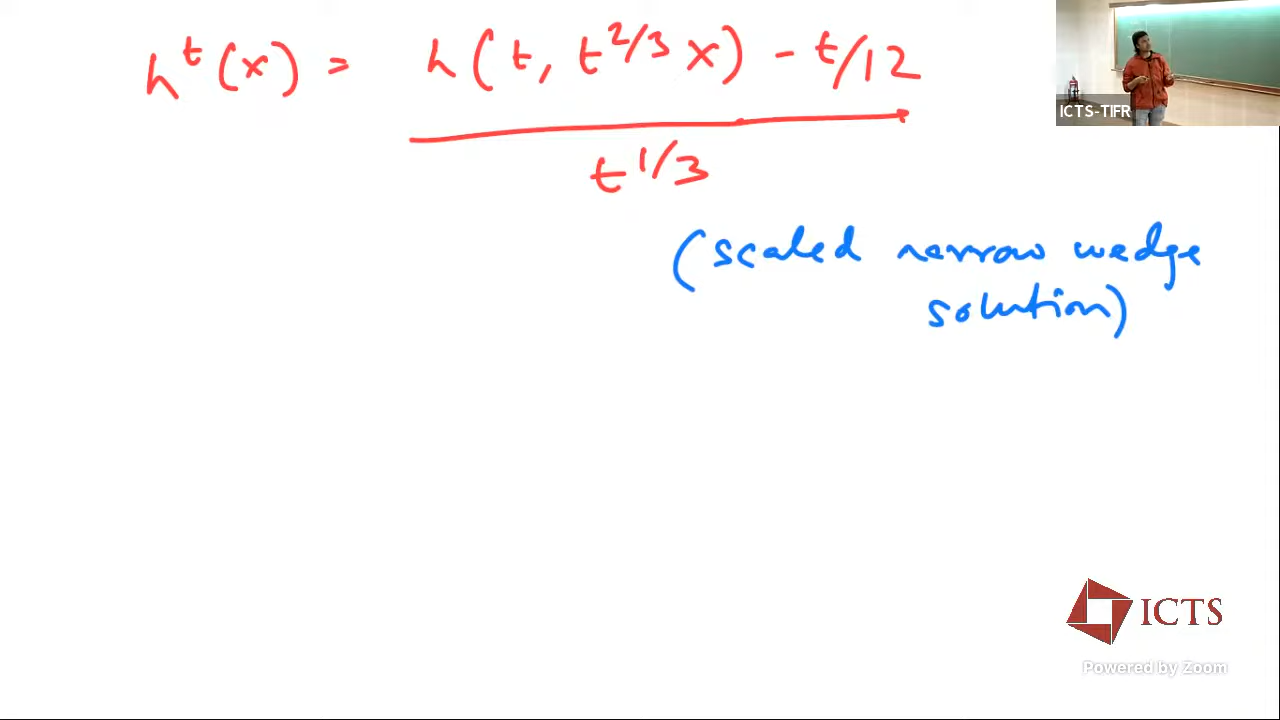 h^t(x) = h(t, t^{2/3} x) - t/12
t^{1/3}
(scaled narrow wedge
solution)
ICTS-TIFR
ICTS
Powered by Zoom